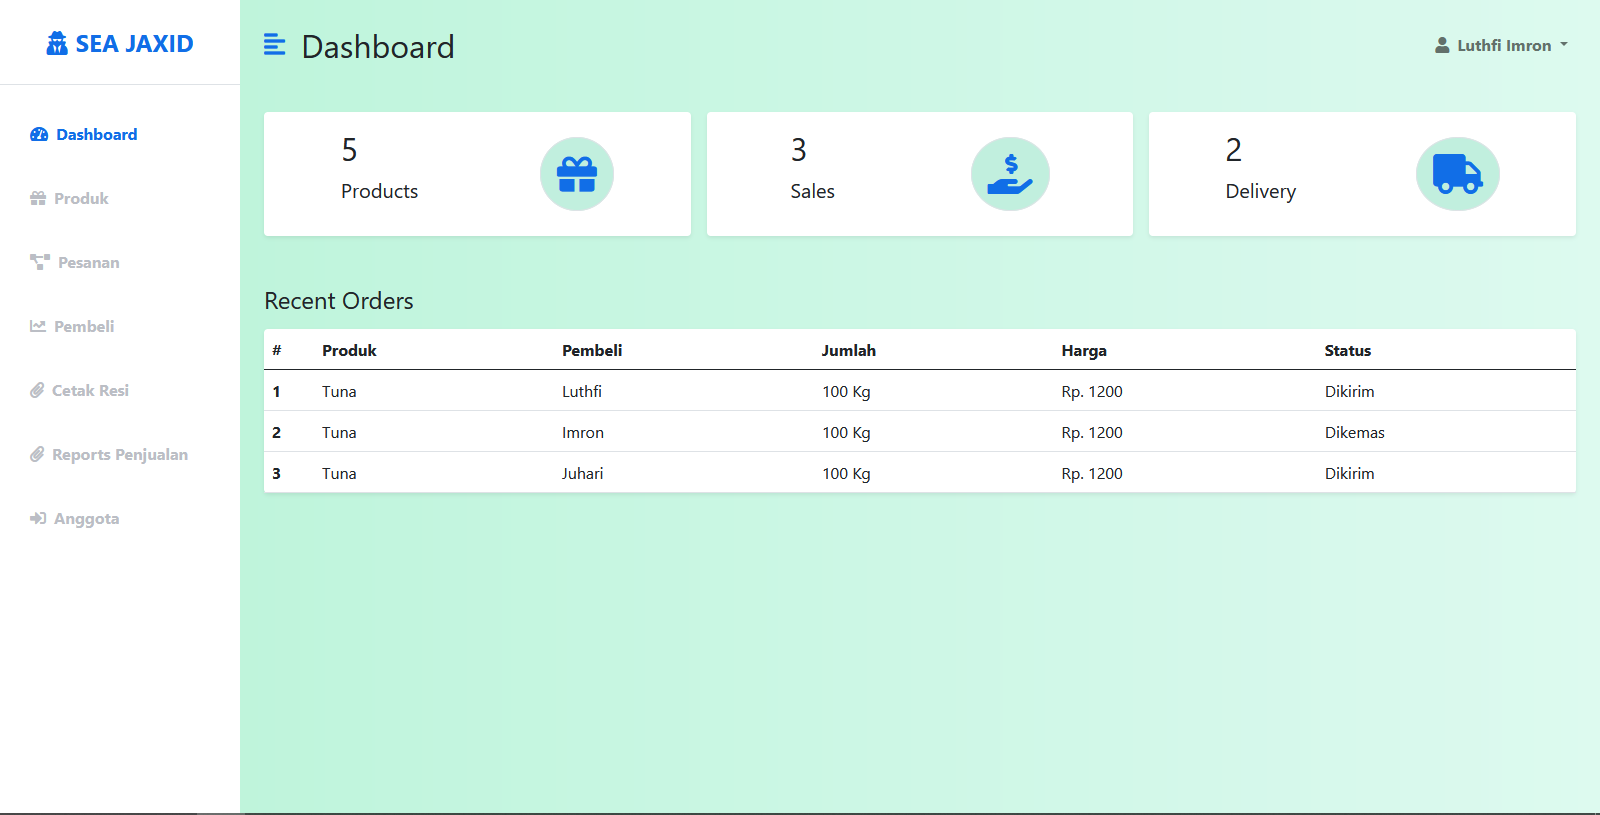 SEA JAXID
Dashboard
Produk
Pesanan
Pembeli
Cetak Resi
Reports Penjualan
Anggota
Dashboard
Luthfi Imron
5
Products
3
Sales
2
Delivery
Recent Orders
# Produk Pembeli Jumlah Harga Status
1 Tuna Luthfi 100 Kg Rp. 1200 Dikirim
2 Tuna Imron 100 Kg Rp. 1200 Dikemas
3 Tuna Juhari 100 Kg Rp. 1200 Dikirim